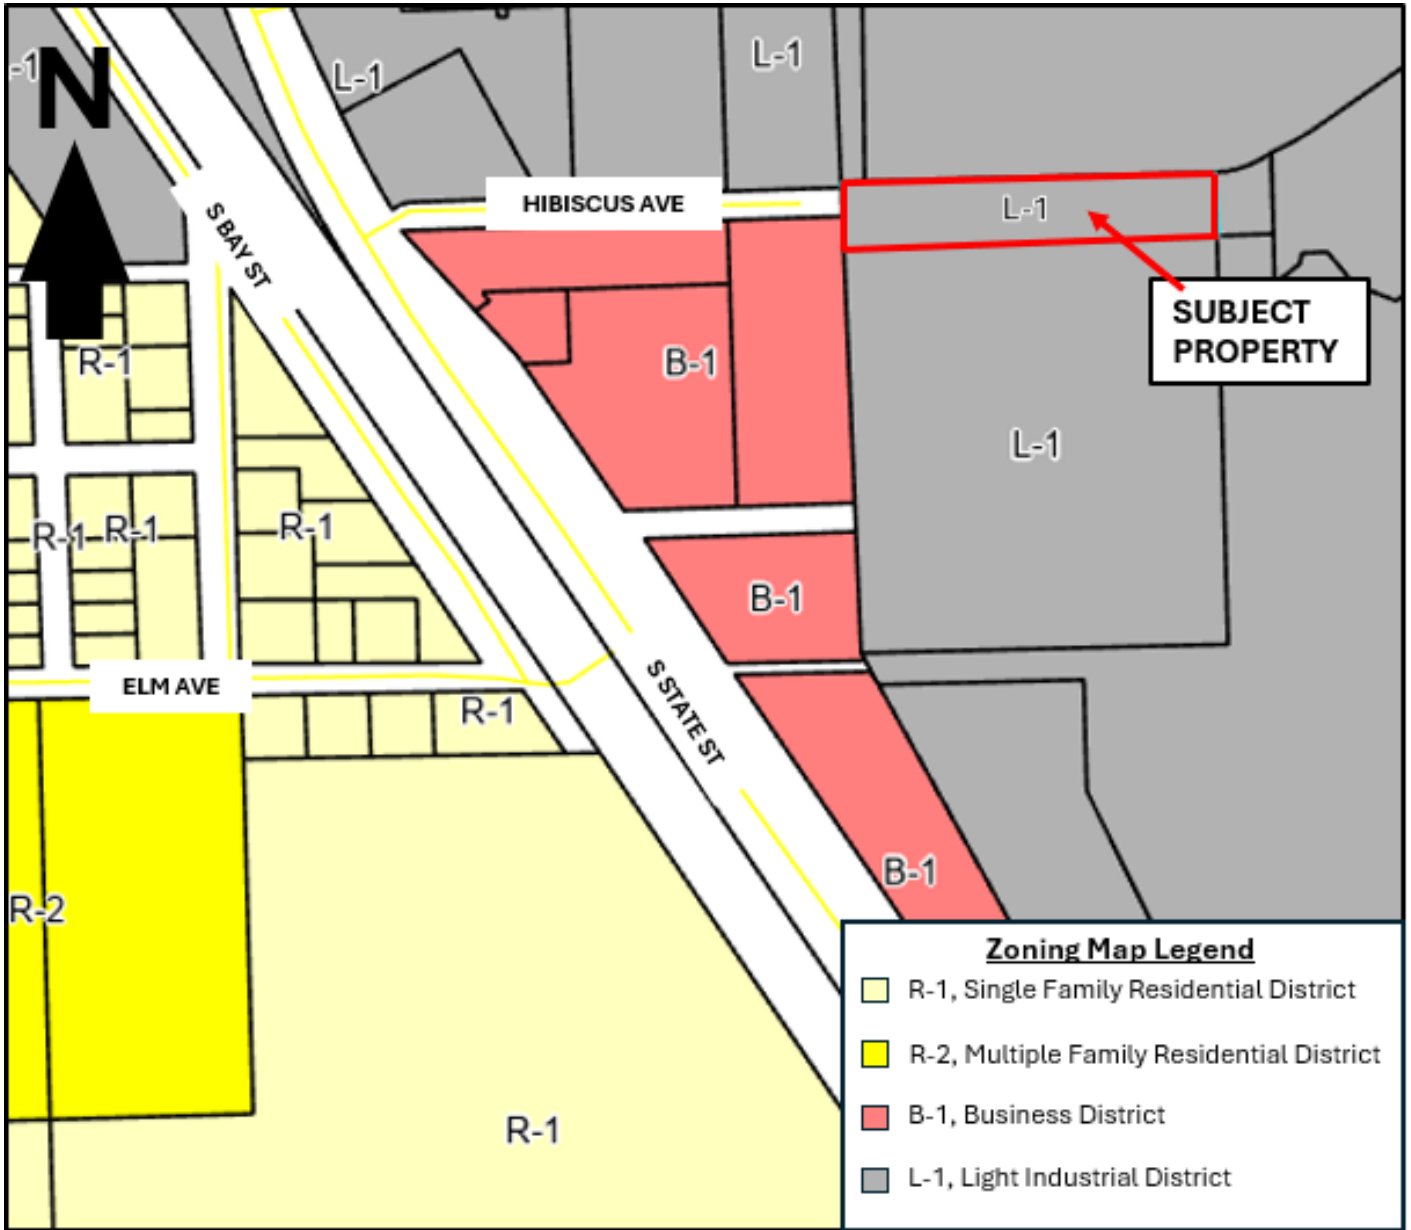 L-1
-1
L-1
N
HIBISCUS AVE
L-1
S BAY ST
SUBJECT
PROPERTY
R-1
B-1
L-1
R-1
R-1
R-1
B-1
S STATE ST
ELM AVE
R-1
B-1
R-2
R-1
Zoning Map Legend
R-1, Single Family Residential District
R-2, Multiple Family Residential District
B-1, Business District
L-1, Light Industrial District